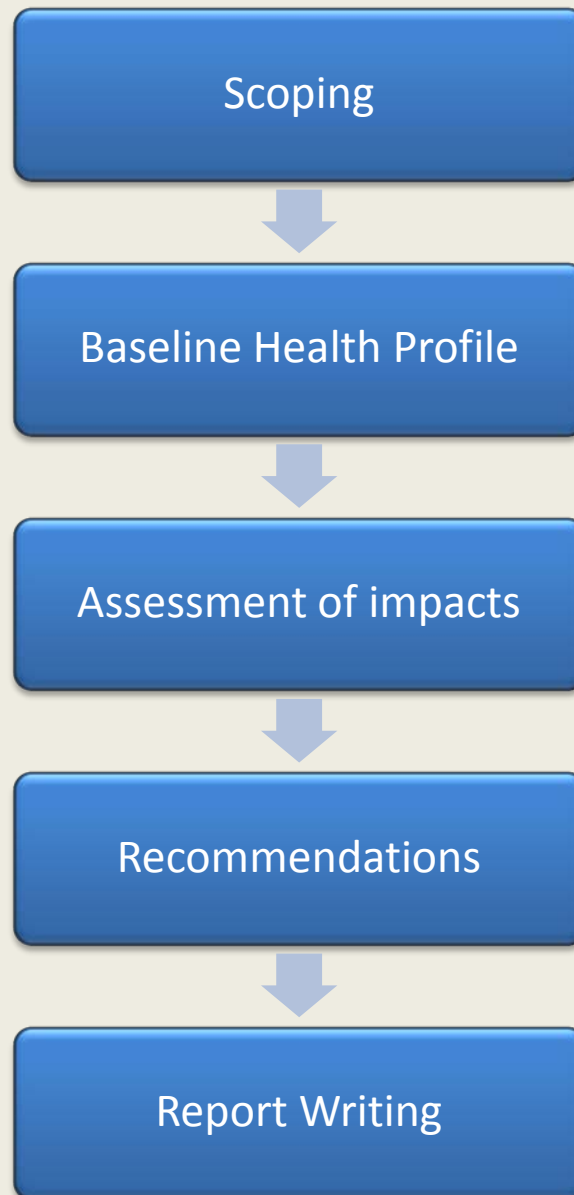 Scoping
Baseline Health Profile
Assessment of impacts
Recommendations
Report Writing